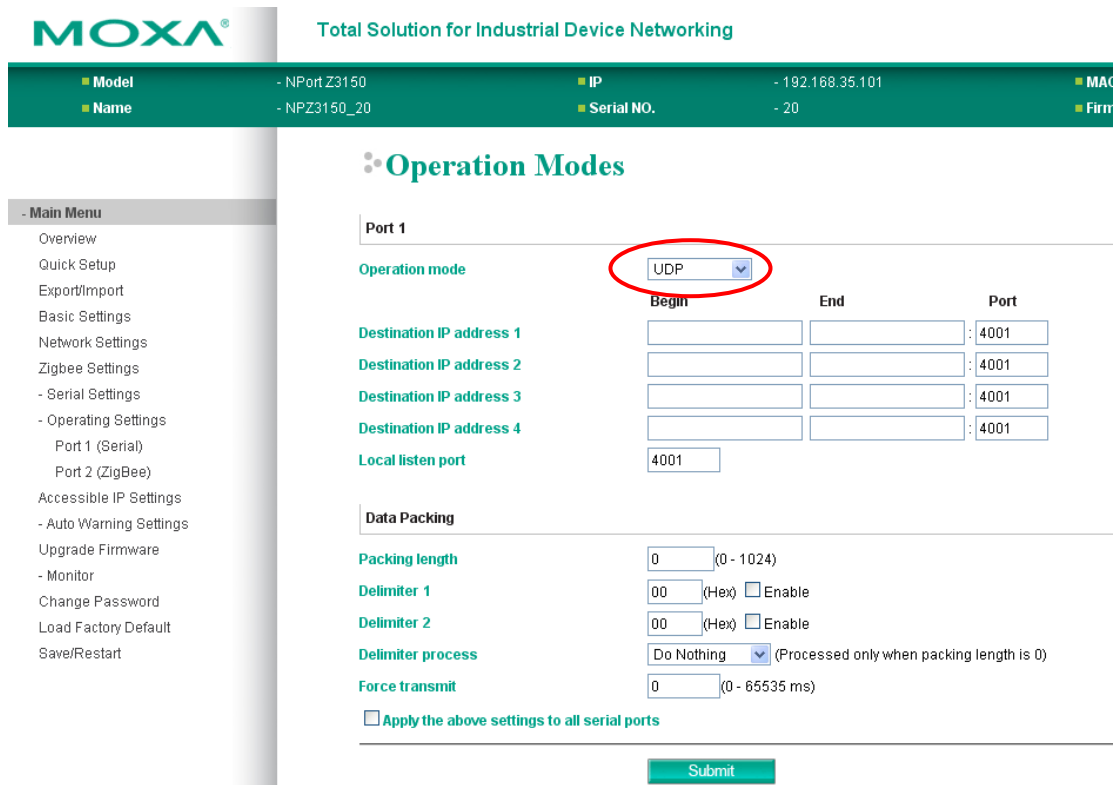 MOXA®
Total Solution for Industrial Device Networking
Model - NPort Z3150 IP - 192.168.35.101 MAC
Name - NPZ3150_20 Serial NO. - 20 Firm
Operation Modes
- Main Menu
Overview
Quick Setup
Export/Import
Basic Settings
Network Settings
Zigbee Settings
- Serial Settings
- Operating Settings
Port 1 (Serial)
Port 2 (ZigBee)
Accessible IP Settings
- Auto Warning Settings
Upgrade Firmware
- Monitor
Change Password
Load Factory Default
Save/Restart
Port 1
Operation mode UDP
Begin End Port
Destination IP address 1 : 4001
Destination IP address 2 : 4001
Destination IP address 3 : 4001
Destination IP address 4 : 4001
Local listen port 4001
Data Packing
Packing length 0 (0 - 1024)
Delimiter 1 00 (Hex) Enable
Delimiter 2 00 (Hex) Enable
Delimiter process Do Nothing (Processed only when packing length is 0)
Force transmit 0 (0 - 65535 ms)
Apply the above settings to all serial ports
Submit